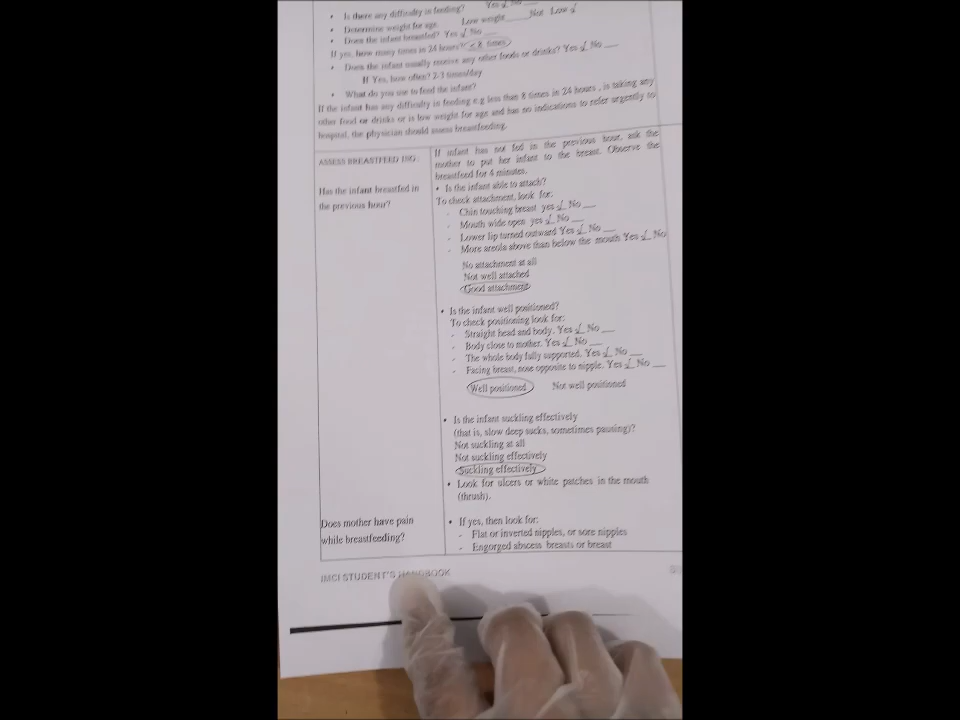 • Is there any difficulty in feeding? Yes √ No __
• Determine weight for age. Low weight ____ Not Low √
• Does the infant breastfed? Yes √ No __
If yes, how many times in 24 hours? < 8 times
• Does the infant usually receive any other foods or drinks? Yes √ No __
If Yes, how often? 2-3 times/day
• What do you use to feed the infant?
If the infant has any difficulty in feeding e.g less than 8 times in 24 hours , is taking any
other food or drinks or is low weight for age and has no indications to refer urgently to
hospital, the physician should assess breastfeeding.
ASSESS BREASTFEED ING:
Has the infant breastfed in
the previous hour?
If infant has not fed in the previous hour, ask the
mother to put her infant to the breast. Observe the
breastfeed for 4 minutes.
• Is the infant able to attach?
To check attachment, look for:
- Chin touching breast yes √ No __
- Mouth wide open yes √ No __
- Lower lip turned outward Yes √ No __
- More areola above than below the mouth Yes √ No
No attachment at all
Not well attached
Good attachment
• Is the infant well positioned?
To check positioning look for:
- Straight head and body. Yes √ No __
- Body close to mother. Yes √ No __
- The whole body fully supported. Yes √ No __
- Facing breast, nose opposite to nipple. Yes √ No __
Well positioned Not well positioned
• Is the infant suckling effectively
(that is, slow deep sucks, sometimes pausing)?
Not suckling at all
Not suckling effectively
Suckling effectively
• Look for ulcers or white patches in the mouth
(thrush).
Does mother have pain
while breastfeeding?
• If yes, then look for:
- Flat or inverted nipples, or sore nipples
- Engorged abscess breasts or breast
IMCI STUDENT'S HANDBOOK